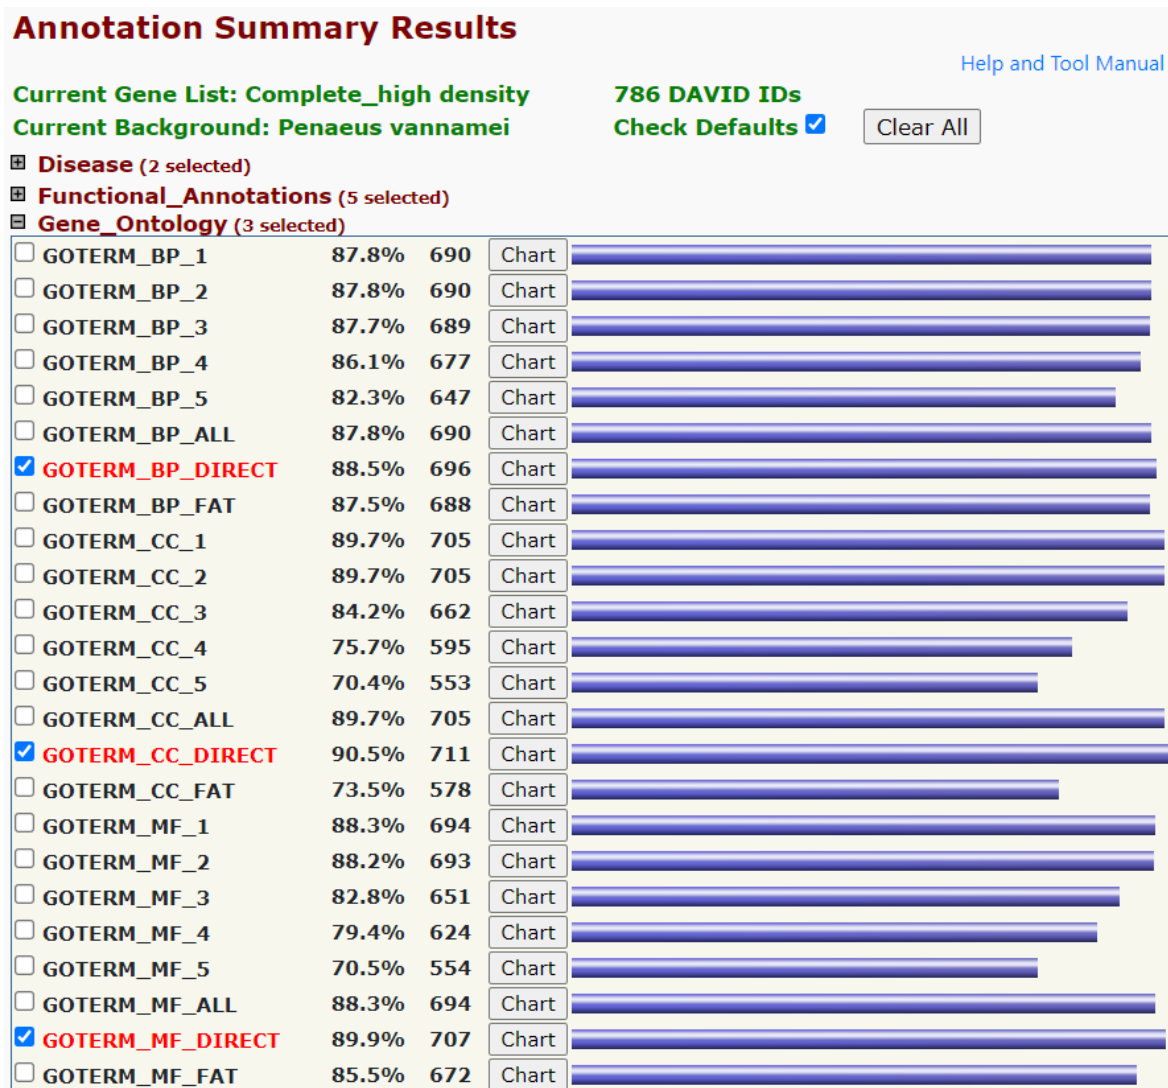 Annotation Summary Results
Help and Tool Manual
Current Gene List: Complete_high density 786 DAVID IDs
Current Background: Penaeus vannamei Check Defaults Clear All
Disease (2 selected)
Functional_Annotations (5 selected)
Gene_Ontology (3 selected)
GOTERM_BP_1 87.8% 690 Chart
GOTERM_BP_2 87.8% 690 Chart
GOTERM_BP_3 87.7% 689 Chart
GOTERM_BP_4 86.1% 677 Chart
GOTERM_BP_5 82.3% 647 Chart
GOTERM_BP_ALL 87.8% 690 Chart
GOTERM_BP_DIRECT 88.5% 696 Chart
GOTERM_BP_FAT 87.5% 688 Chart
GOTERM_CC_1 89.7% 705 Chart
GOTERM_CC_2 89.7% 705 Chart
GOTERM_CC_3 84.2% 662 Chart
GOTERM_CC_4 75.7% 595 Chart
GOTERM_CC_5 70.4% 553 Chart
GOTERM_CC_ALL 89.7% 705 Chart
GOTERM_CC_DIRECT 90.5% 711 Chart
GOTERM_CC_FAT 73.5% 578 Chart
GOTERM_MF_1 88.3% 694 Chart
GOTERM_MF_2 88.2% 693 Chart
GOTERM_MF_3 82.8% 651 Chart
GOTERM_MF_4 79.4% 624 Chart
GOTERM_MF_5 70.5% 554 Chart
GOTERM_MF_ALL 88.3% 694 Chart
GOTERM_MF_DIRECT 89.9% 707 Chart
GOTERM_MF_FAT 85.5% 672 Chart